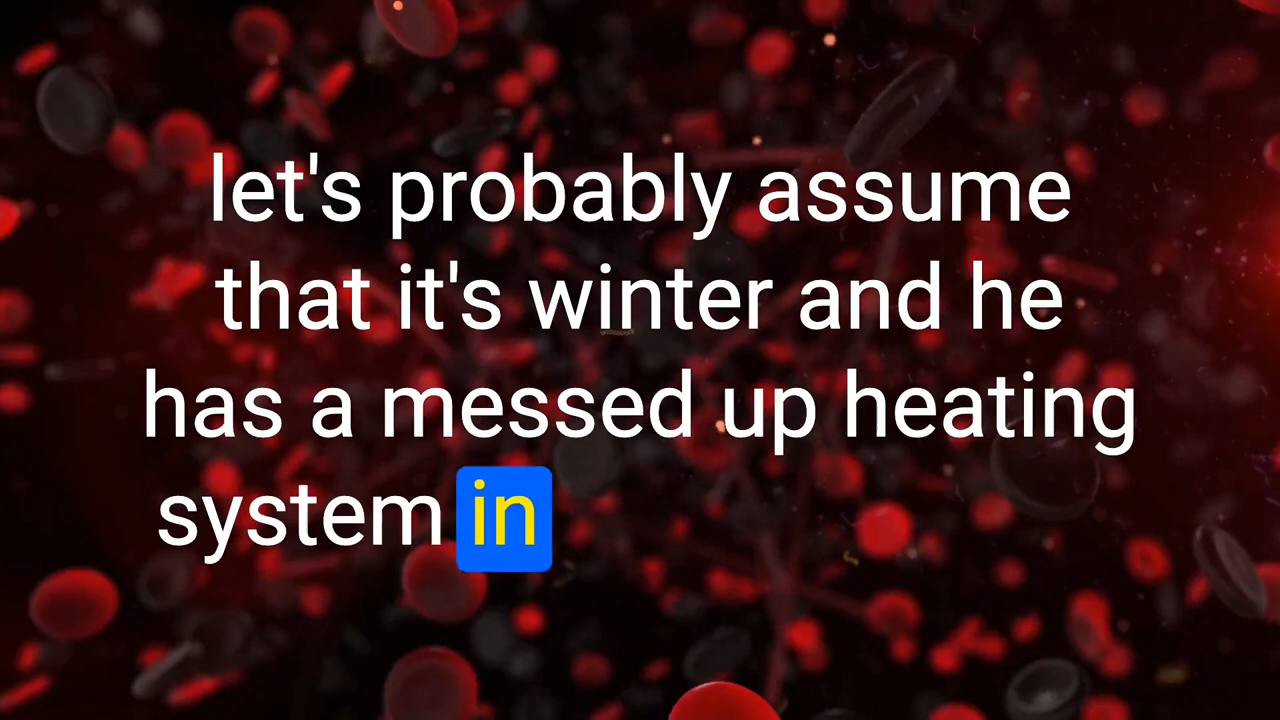 let's probably assume
that it's winter and he
has a messed up heating
system in